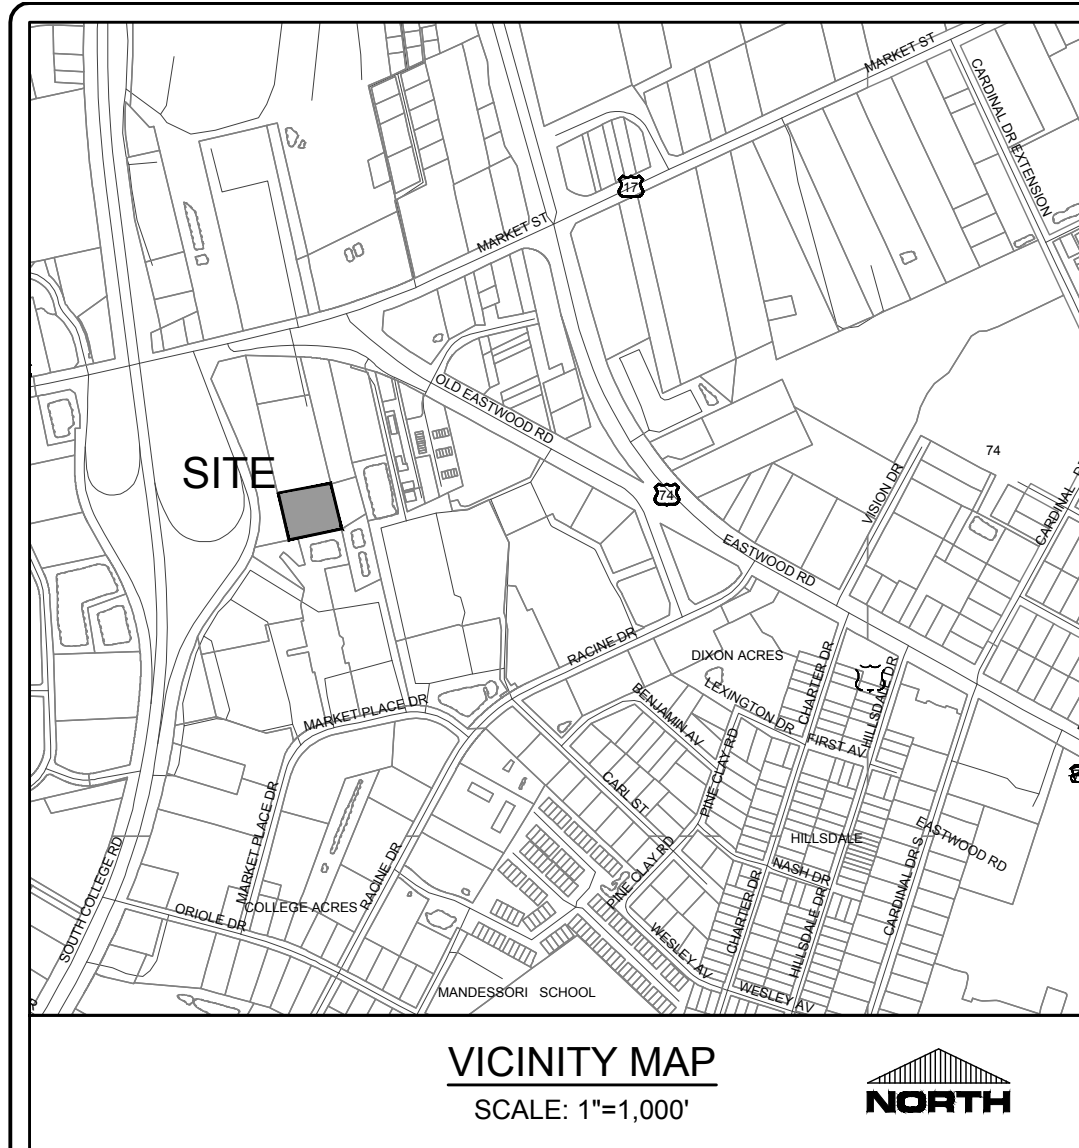 MARKET ST
CARDINAL DR EXTENSION
17
MARKET ST
OLD EASTWOOD RD
SITE
74
74
VISION DR
CARDINAL
EASTWOOD RD
RACINE DR
DIXON ACRES
CHARTER DR
HILLSDALE DR
LEXINGTON DR
BENJAMIN AV
FIRST AV
MARKET PLACE DR
PINE CLAY RD
CARL ST
MARKET PLACE DR
HILLSDALE
EASTWOOD RD
SOUTH COLLEGE RD
RACINE DR
PINE CLAY RD
NASH DR
CARDINAL DR S
ORIOLE DR
COLLEGE ACRES
CHARTER DR
HILLSDALE DR
WESLEY AV
WESLEY AV
MANDESSORI SCHOOL
VICINITY MAP
SCALE: 1"=1,000'
NORTH